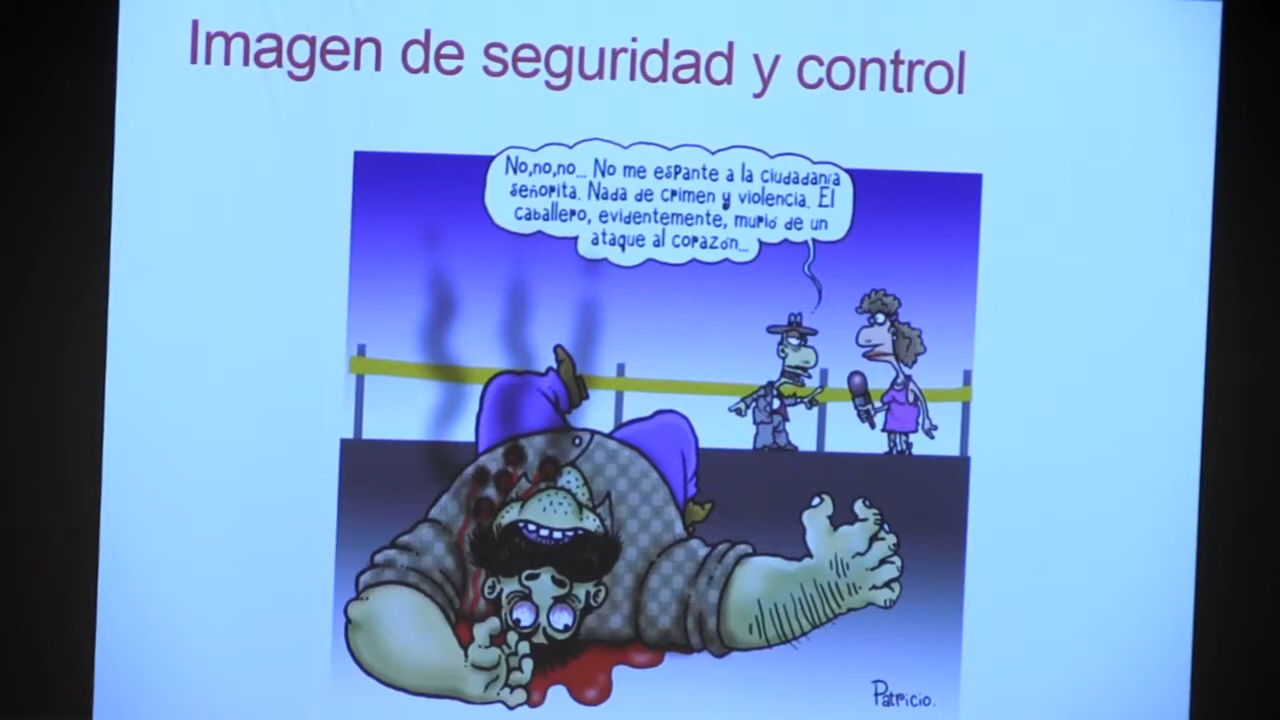 Imagen de seguridad y control
No,no,no... No me espante a la ciudadanía
señorita. Nada de crimen y violencia. El
caballero, evidentemente, murió de un
ataque al corazón...
Patricio.